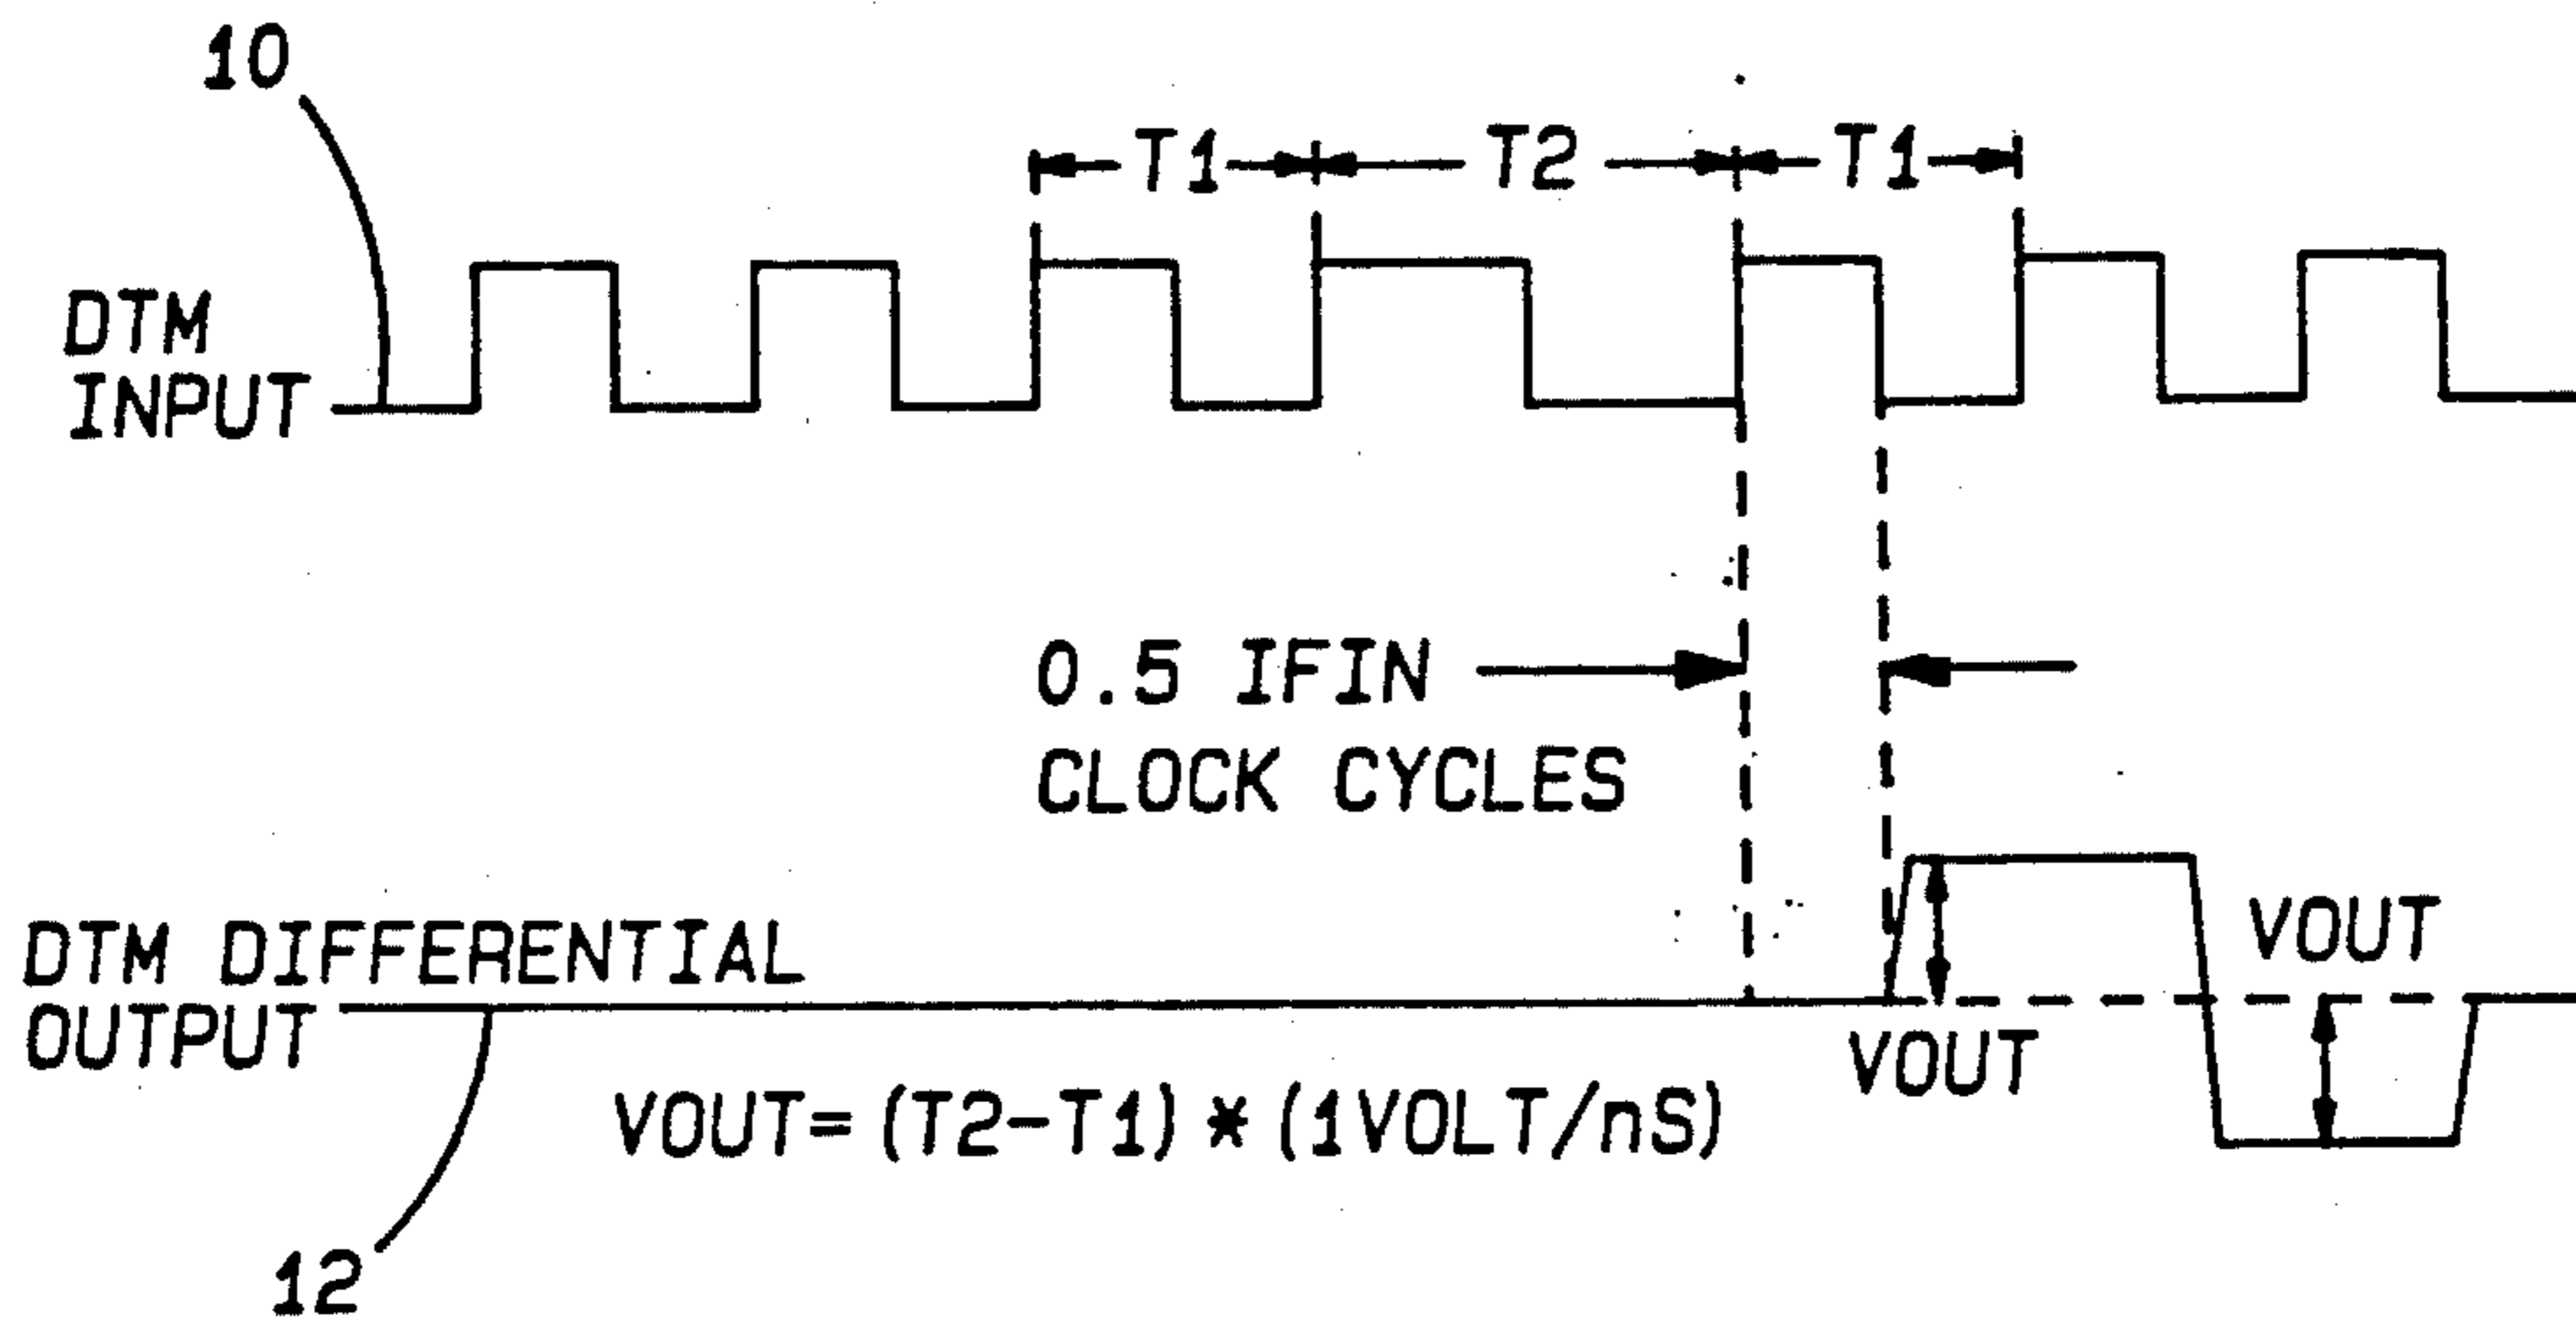 10
T1 T2 T1
DTM
INPUT
0.5 IFIN
CLOCK CYCLES
DTM DIFFERENTIAL
OUTPUT
VOUT
VOUT
VOUT=(T2-T1)*(1VOLT/nS)
12